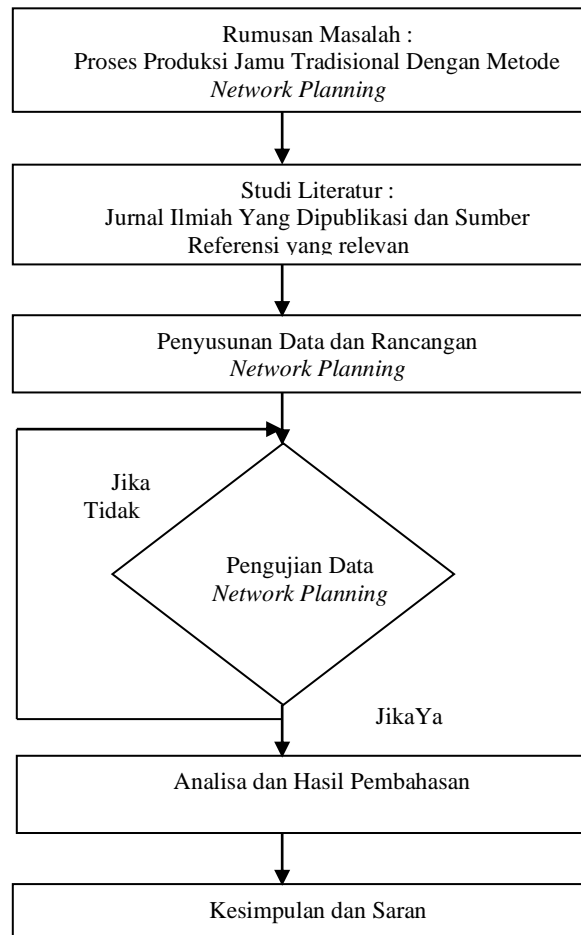 Rumusan Masalah :
Proses Produksi Jamu Tradisional Dengan Metode
Network Planning
Studi Literatur :
Jurnal Ilmiah Yang Dipublikasi dan Sumber
Referensi yang relevan
Penyusunan Data dan Rancangan
Network Planning
Jika
Tidak
Pengujian Data
Network Planning
JikaYa
Analisa dan Hasil Pembahasan
Kesimpulan dan Saran